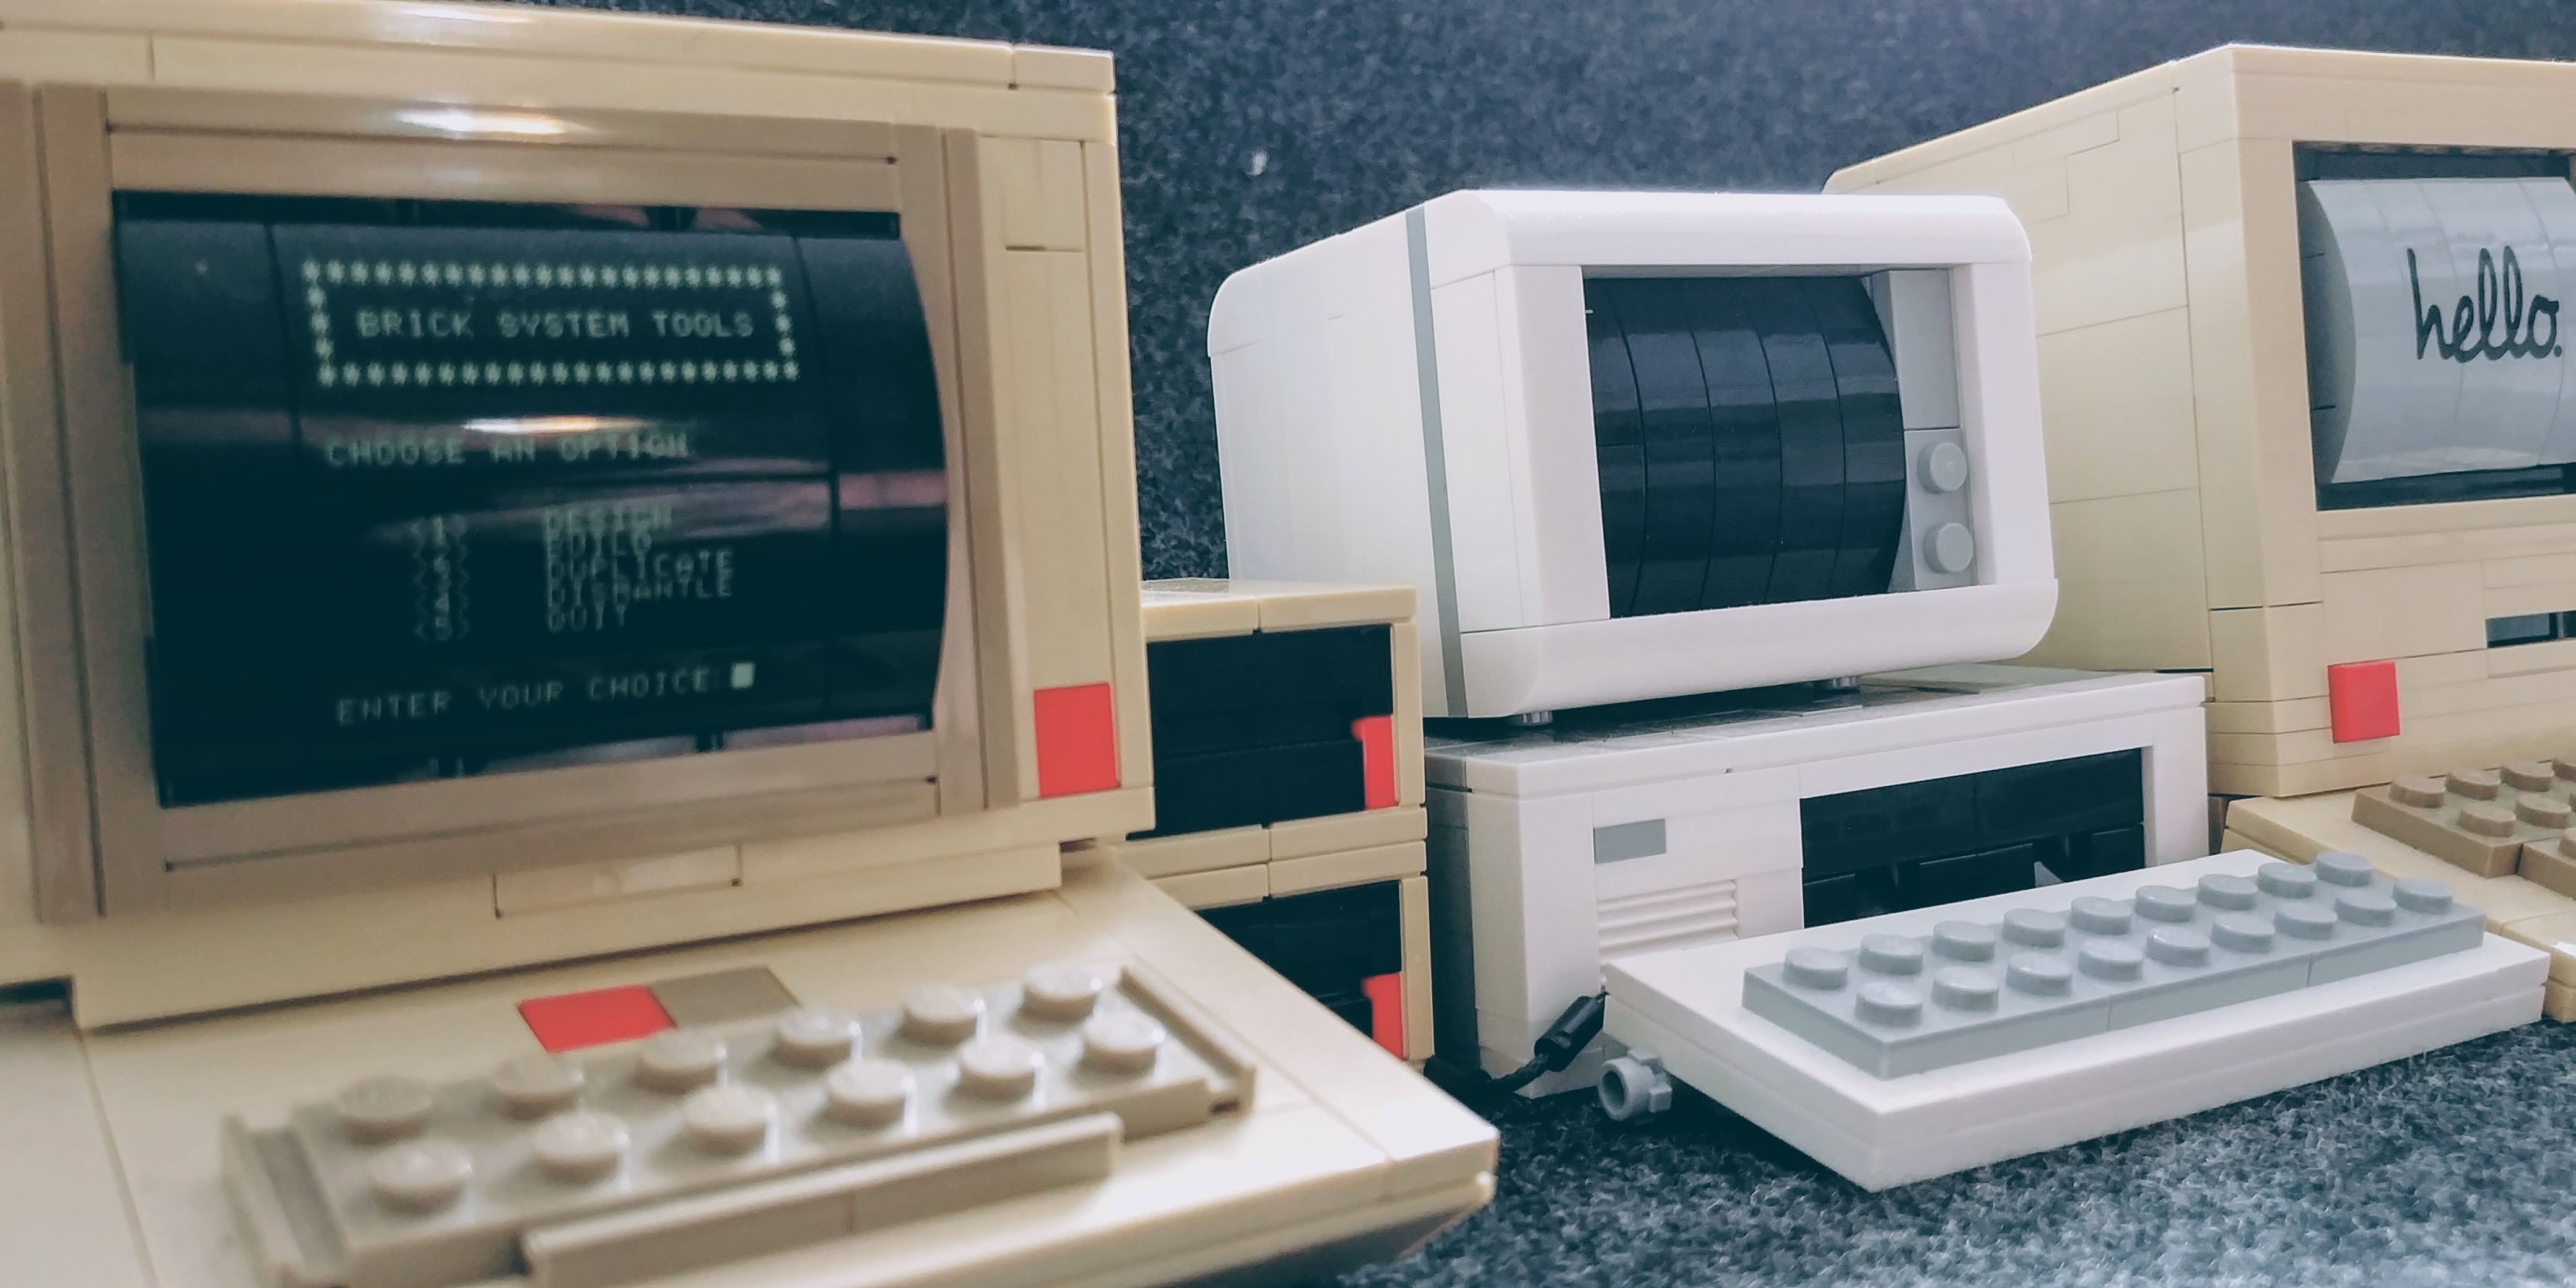 ************************
BRICK SYSTEM TOOLS
************************
CHOOSE AN OPTION
<1> DESIGN
<2> BUILD
<3> DUPLICATE
<4> DISMANTLE
<5> QUIT
ENTER YOUR CHOICE:
hello.